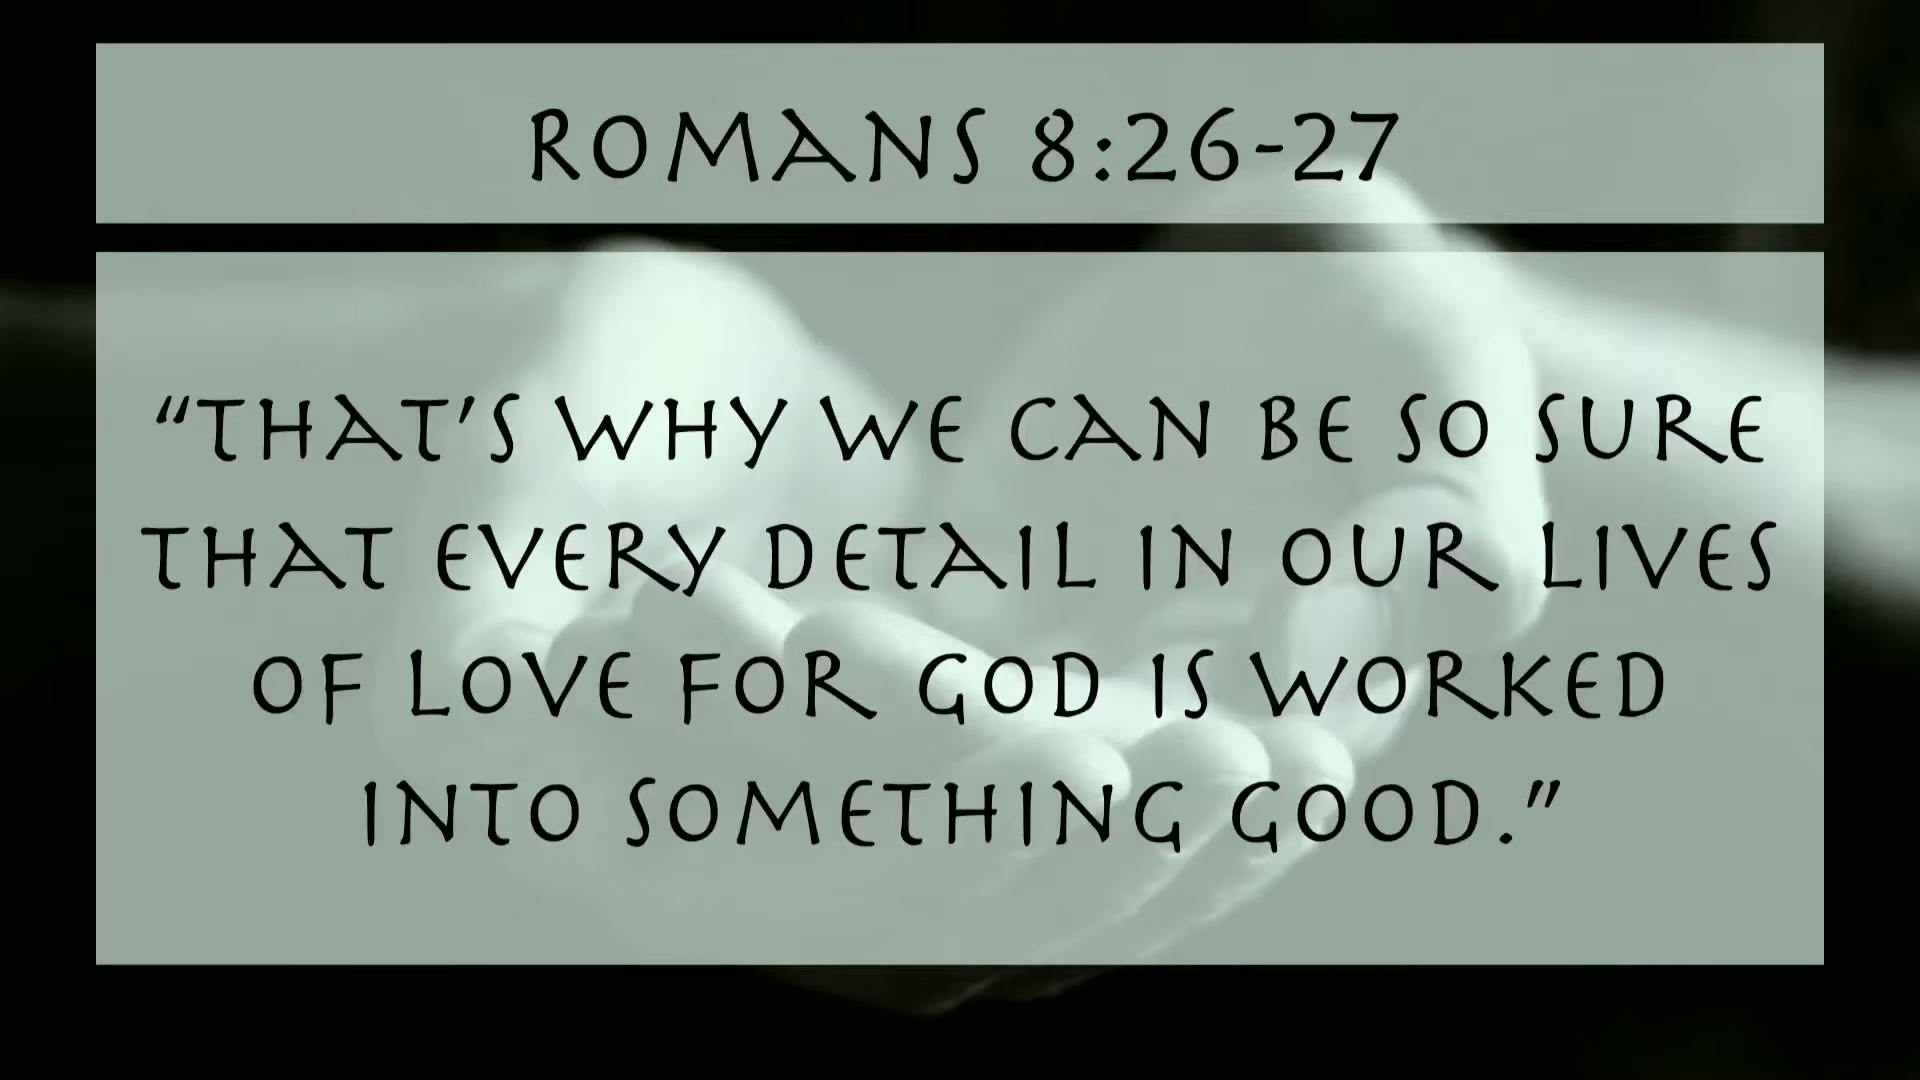 ROMANS 8:26-27
“THAT’S WHY WE CAN BE SO SURE
THAT EVERY DETAIL IN OUR LIVES
OF LOVE FOR GOD IS WORKED
INTO SOMETHING GOOD.”